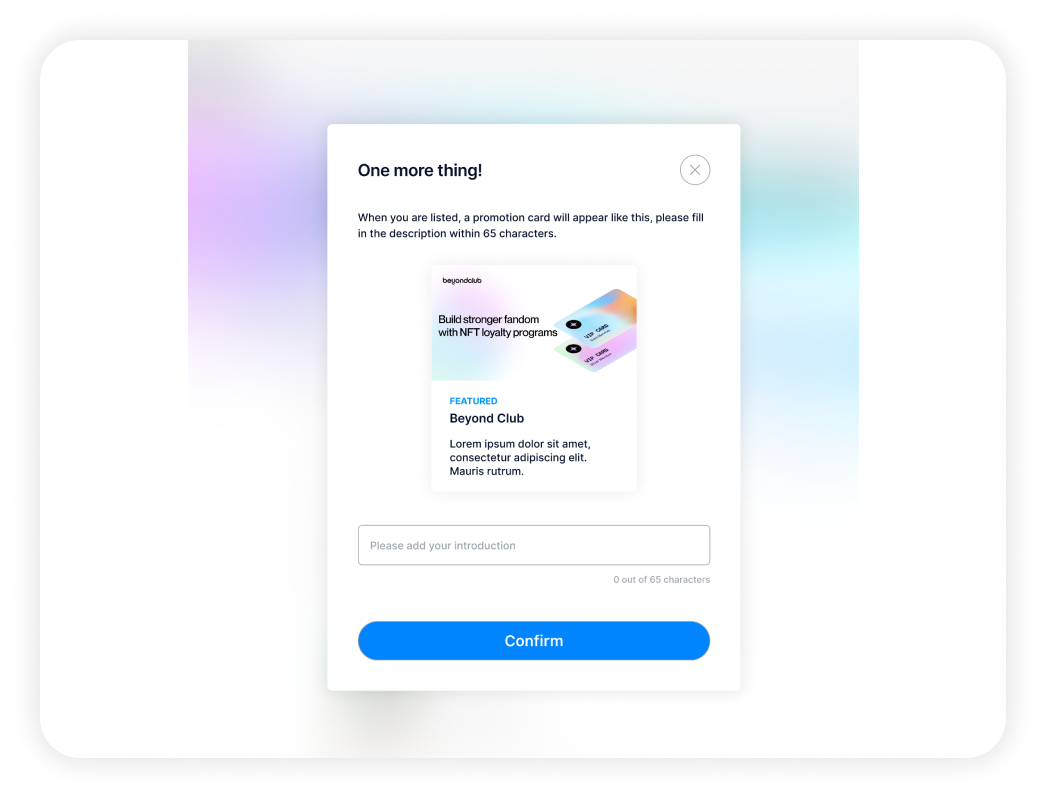 One more thing!
When you are listed, a promotion card will appear like this, please fill
in the description within 65 characters.
beyondclub
Build stronger fandom
with NFT loyalty programs
VIP CARD
VIP CARD
FEATURED
Beyond Club
Lorem ipsum dolor sit amet,
consectetur adipiscing elit.
Mauris rutrum.
Please add your introduction
0 out of 65 characters
Confirm